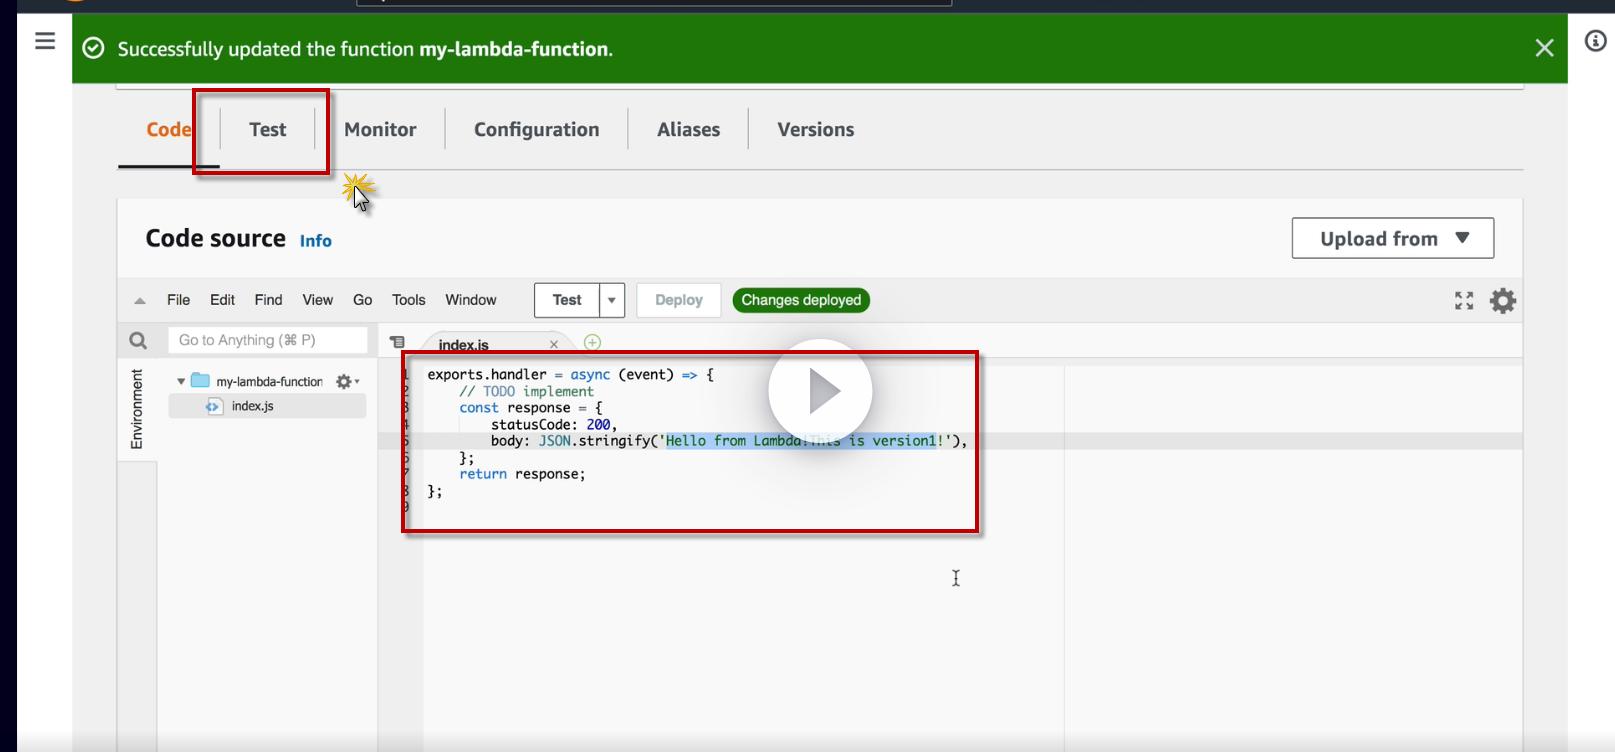 Successfully updated the function my-lambda-function.
Code Test Monitor Configuration Aliases Versions
Code source Info
Upload from
File Edit Find View Go Tools Window Test Deploy Changes deployed
Go to Anything (⌘ P)
index.js
Environment
my-lambda-function
index.js
1 exports.handler = async (event) => {
2 // TODO implement
3 const response = {
4 statusCode: 200,
5 body: JSON.stringify('Hello from Lambda!This is version1!'),
6 };
7 return response;
8 };
9